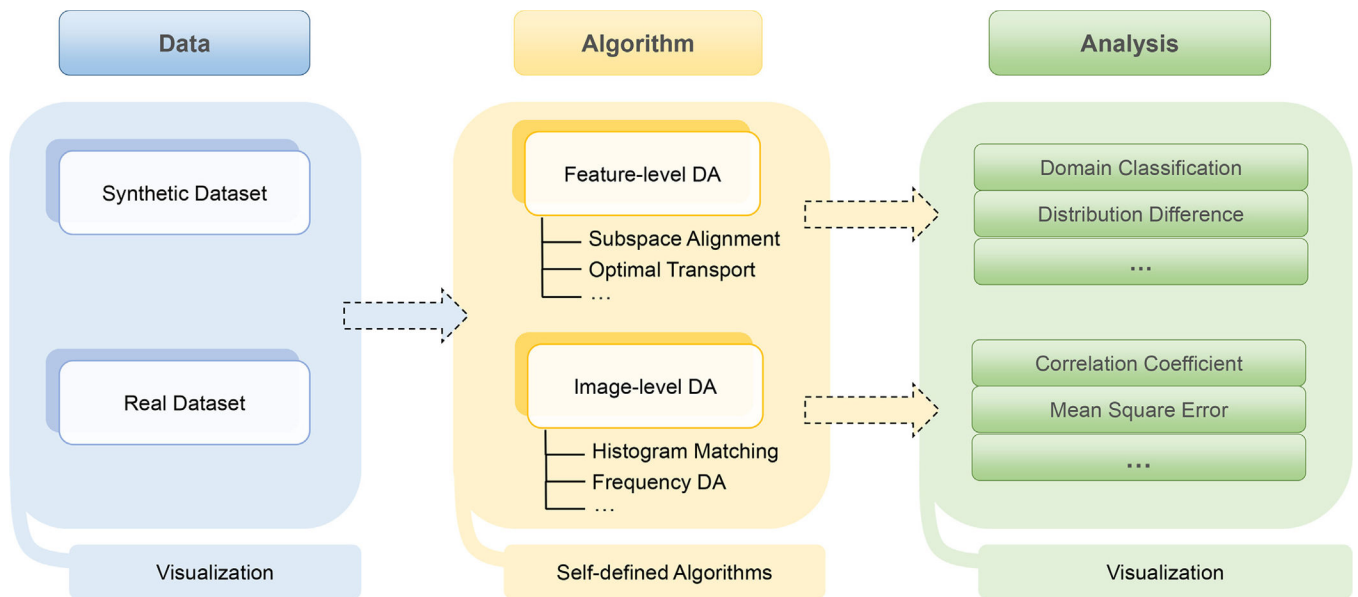 Data
Synthetic Dataset
Real Dataset
Visualization
Algorithm
Feature-level DA
Subspace Alignment
Optimal Transport
...
Image-level DA
Histogram Matching
Frequency DA
...
Self-defined Algorithms
Analysis
Domain Classification
Distribution Difference
...
Correlation Coefficient
Mean Square Error
...
Visualization